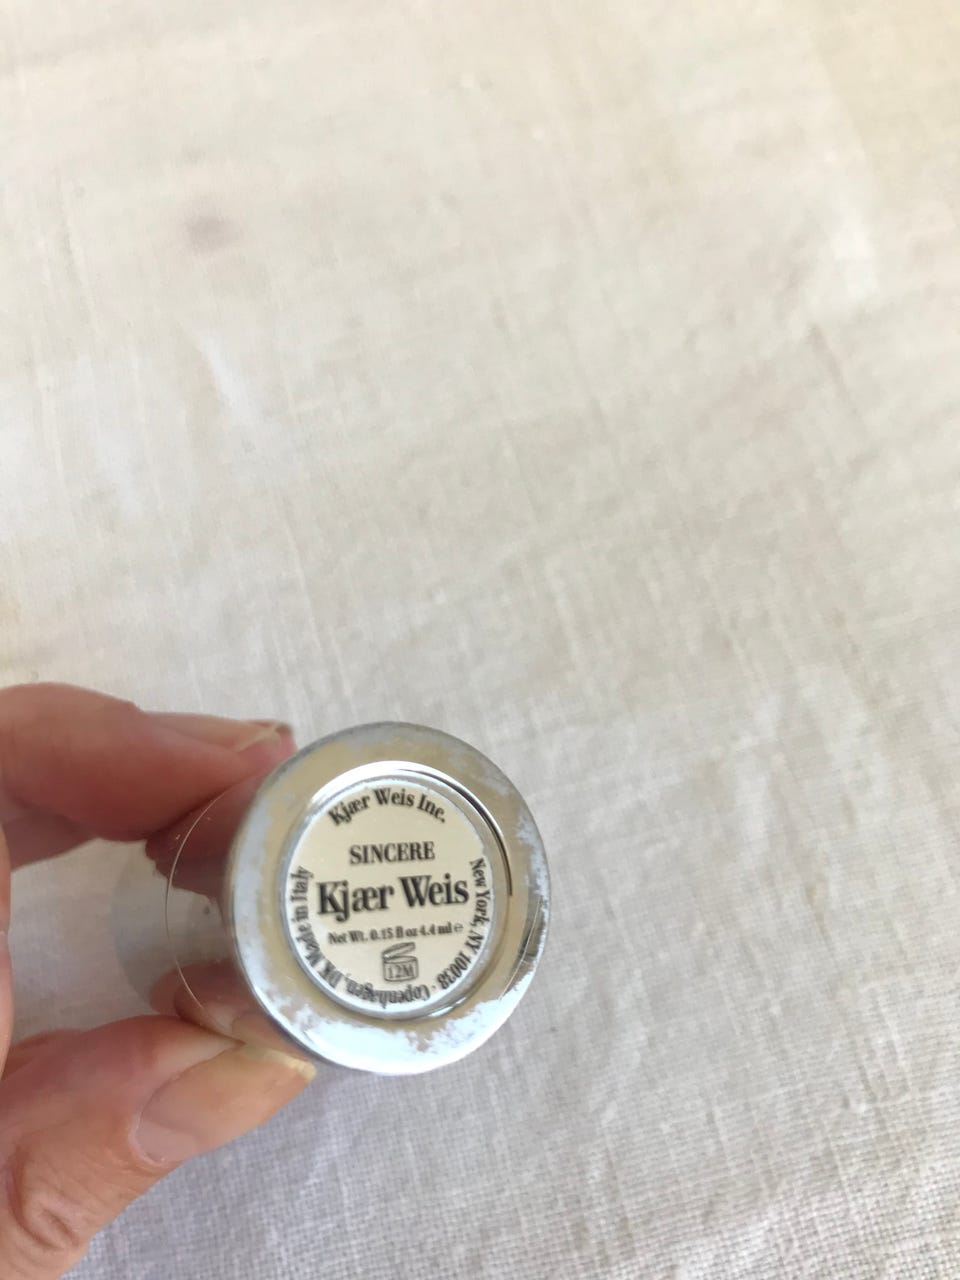 Kjær Weis Inc.
SINCERE
Kjær Weis
Net Wt. 0.15 fl oz 4.4 ml ℮
12M
New York, NY 10038 · Copenhagen, DK Made in Italy